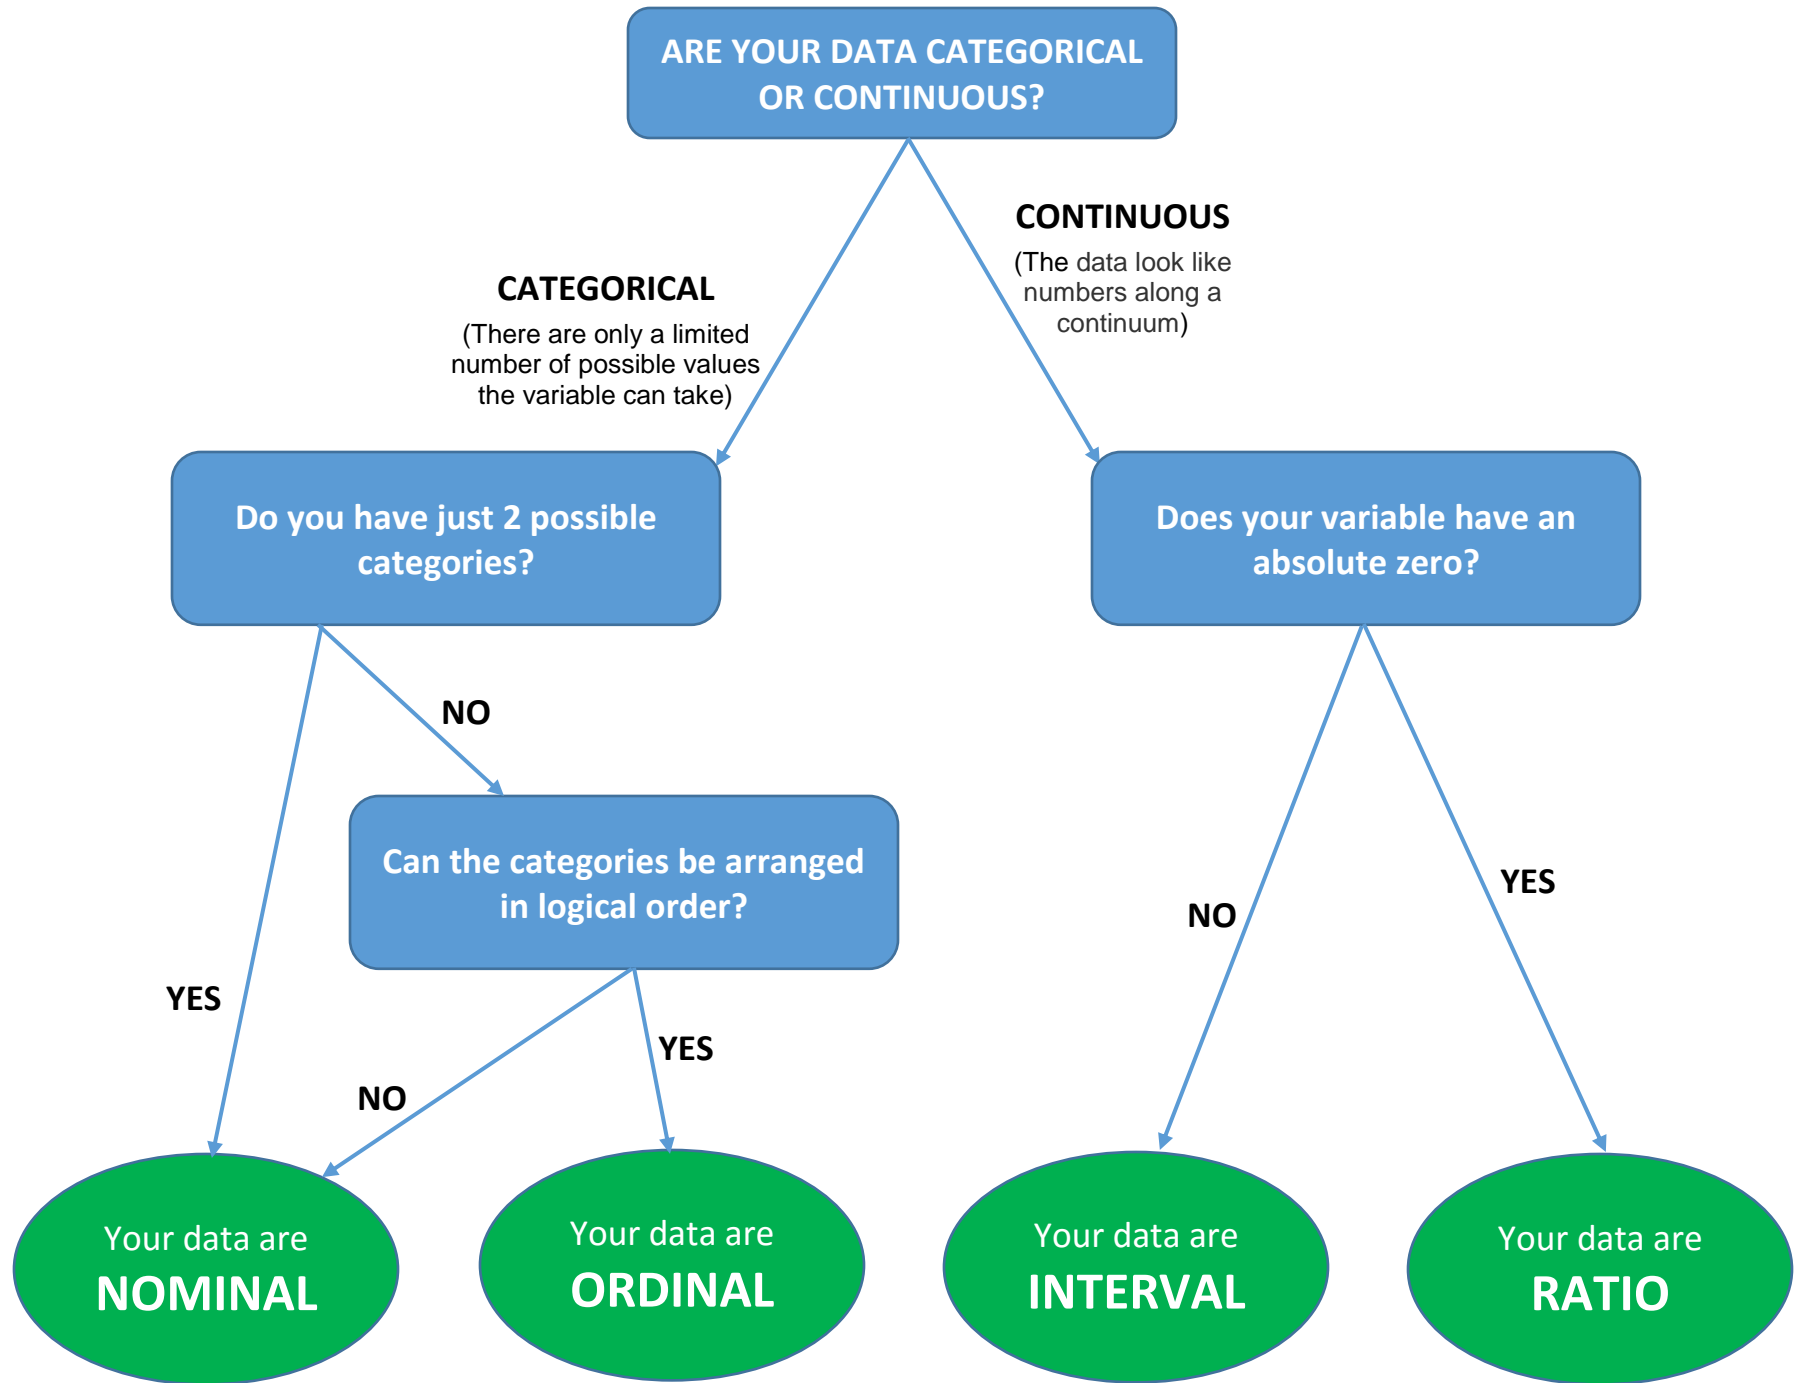 ARE YOUR DATA CATEGORICAL
OR CONTINUOUS?
CONTINUOUS
(The data look like
numbers along a
continuum)
CATEGORICAL
(There are only a limited
number of possible values
the variable can take)
Do you have just 2 possible
categories?
Does your variable have an
absolute zero?
NO
Can the categories be arranged
in logical order?
YES
NO
YES
YES
NO
Your data are
NOMINAL
Your data are
ORDINAL
Your data are
INTERVAL
Your data are
RATIO